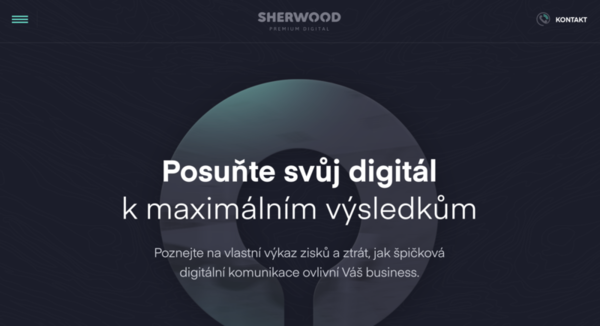 SHERWOOD
PREMIUM DIGITAL
KONTAKT
Posuňte svůj digitál
k maximálním výsledkům
Poznejte na vlastní výkaz zisků a ztrát, jak špičková
digitální komunikace ovlivní Váš business.